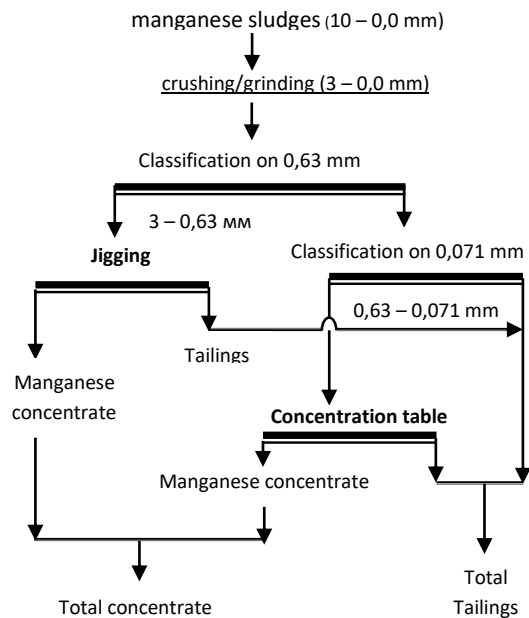 manganese sludges (10 – 0,0 mm)
crushing/grinding (3 – 0,0 mm)
Classification on 0,63 mm
3 – 0,63 мм
Jigging
Classification on 0,071 mm
0,63 – 0,071 mm
Tailings
Manganese
concentrate
Concentration table
Manganese concentrate
Total concentrate
Total
Tailings